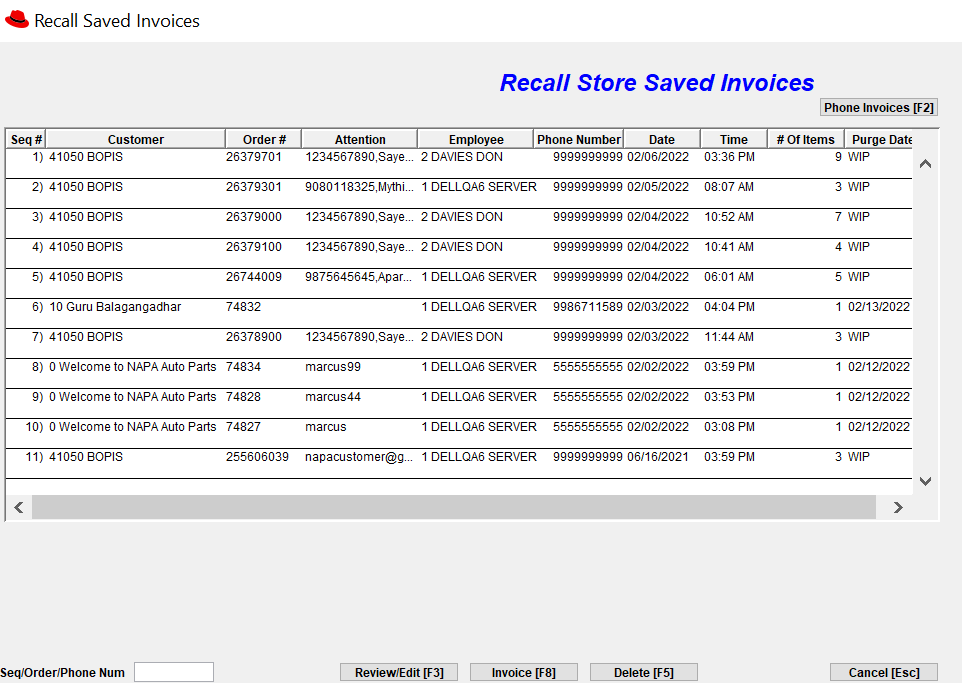 Recall Saved Invoices
Recall Store Saved Invoices
Phone Invoices [F2]
Seq # Customer Order # Attention Employee Phone Number Date Time # Of Items Purge Date
1) 41050 BOPIS 26379701 1234567890,Saye... 2 DAVIES DON 9999999999 02/06/2022 03:36 PM 9 WIP
2) 41050 BOPIS 26379301 9080118325,Mythi... 1 DELLQA6 SERVER 9999999999 02/05/2022 08:07 AM 3 WIP
3) 41050 BOPIS 26379000 1234567890,Saye... 2 DAVIES DON 9999999999 02/04/2022 10:52 AM 7 WIP
4) 41050 BOPIS 26379100 1234567890,Saye... 2 DAVIES DON 9999999999 02/04/2022 10:41 AM 4 WIP
5) 41050 BOPIS 26744009 9875645645,Apar... 1 DELLQA6 SERVER 9999999999 02/04/2022 06:01 AM 5 WIP
6) 10 Guru Balagangadhar 74832 1 DELLQA6 SERVER 9986711589 02/03/2022 04:04 PM 1 02/13/2022
7) 41050 BOPIS 26378900 1234567890,Saye... 2 DAVIES DON 9999999999 02/03/2022 11:44 AM 3 WIP
8) 0 Welcome to NAPA Auto Parts 74834 marcus99 1 DELLQA6 SERVER 5555555555 02/02/2022 03:59 PM 1 02/12/2022
9) 0 Welcome to NAPA Auto Parts 74828 marcus44 1 DELLQA6 SERVER 5555555555 02/02/2022 03:53 PM 1 02/12/2022
10) 0 Welcome to NAPA Auto Parts 74827 marcus 1 DELLQA6 SERVER 5555555555 02/02/2022 03:08 PM 1 02/12/2022
11) 41050 BOPIS 255606039 napacustomer@g... 1 DELLQA6 SERVER 9999999999 06/16/2021 03:59 PM 3 WIP
Seq/Order/Phone Num Review/Edit [F3] Invoice [F8] Delete [F5] Cancel [Esc]